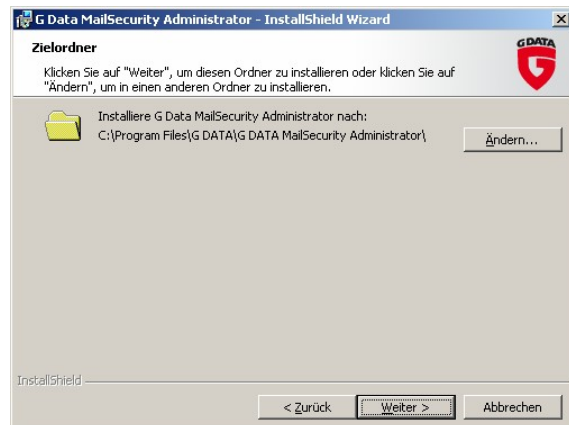 G Data MailSecurity Administrator - InstallShield Wizard
Zielordner
G DATA
Klicken Sie auf "Weiter", um diesen Ordner zu installieren oder klicken Sie auf
"Ändern", um in einen anderen Ordner zu installieren.
Installiere G Data MailSecurity Administrator nach:
C:\Program Files\G DATA\G DATA MailSecurity Administrator\
Ändern...
InstallShield
< Zurück
Weiter >
Abbrechen